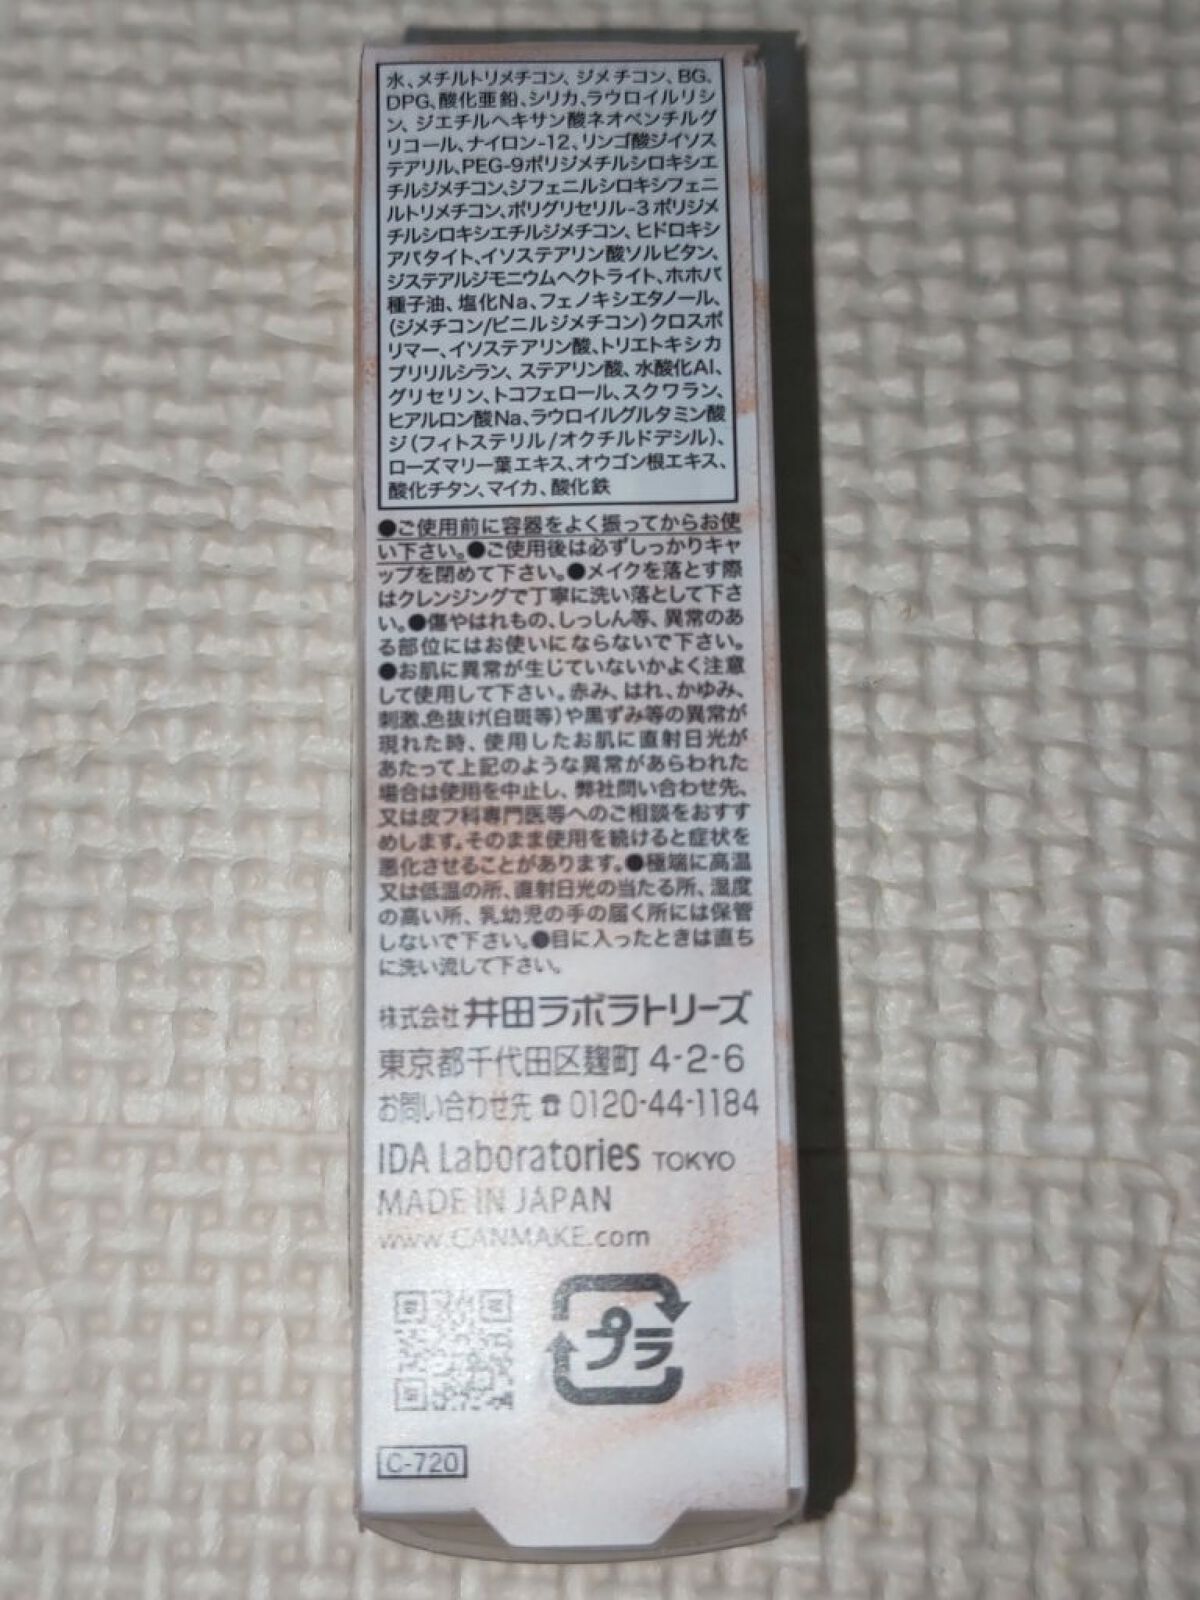 水、メチルトリメチコン、ジメチコン、BG、
DPG、酸化亜鉛、シリカ、ラウロイルリシ
ン、ジエチルヘキサン酸ネオペンチルグ
リコール、ナイロン-12、リンゴ酸ジイソス
テアリル、PEG-9ポリジメチルシロキシエ
チルジメチコン、ジフェニルシロキシフェニ
ルトリメチコン、ポリグリセリル-3ポリジメ
チルシロキシエチルジメチコン、ヒドロキシ
アパタイト、イソステアリン酸ソルビタン、
ジステアルジモニウムヘクトライト、ホホバ
種子油、塩化Na、フェノキシエタノール、
(ジメチコン/ビニルジメチコン)クロスポ
リマー、イソステアリン酸、トリエトキシカ
プリリルシラン、ステアリン酸、水酸化Al、
グリセリン、トコフェロール、スクワラン、
ヒアルロン酸Na、ラウロイルグルタミン酸
ジ(フィトステリル/オクチルドデシル)、
ローズマリー葉エキス、オウゴン根エキス、
酸化チタン、マイカ、酸化鉄
●ご使用前に容器をよく振ってからお使
い下さい。●ご使用後は必ずしっかりキャ
ップを閉めて下さい。●メイクを落とす際
はクレンジングで丁寧に洗い落として下さ
い。●傷やはれもの、しっしん等、異常のあ
る部位にはお使いにならないで下さい。
●お肌に異常が生じていないかよく注意
して使用して下さい。赤み、はれ、かゆみ、
刺激、色抜け(白斑等)や黒ずみ等の異常が
現れた時、使用したお肌に直射日光が
あたって上記のような異常があらわれた
場合は使用を中止し、弊社問い合わせ先、
又は皮フ科専門医等へのご相談をおすす
めします。そのまま使用を続けると症状を
悪化させることがあります。●極端に高温
又は低温の所、直射日光の当たる所、湿度
の高い所、乳幼児の手の届く所には保管
しないで下さい。●目に入ったときは直ち
に洗い流して下さい。
株式会社 井田ラボラトリーズ
東京都千代田区麹町 4-2-6
お問い合わせ先 ☎ 0120-44-1184
IDA Laboratories TOKYO
MADE IN JAPAN
www.CANMAKE.com
プラ
C-720